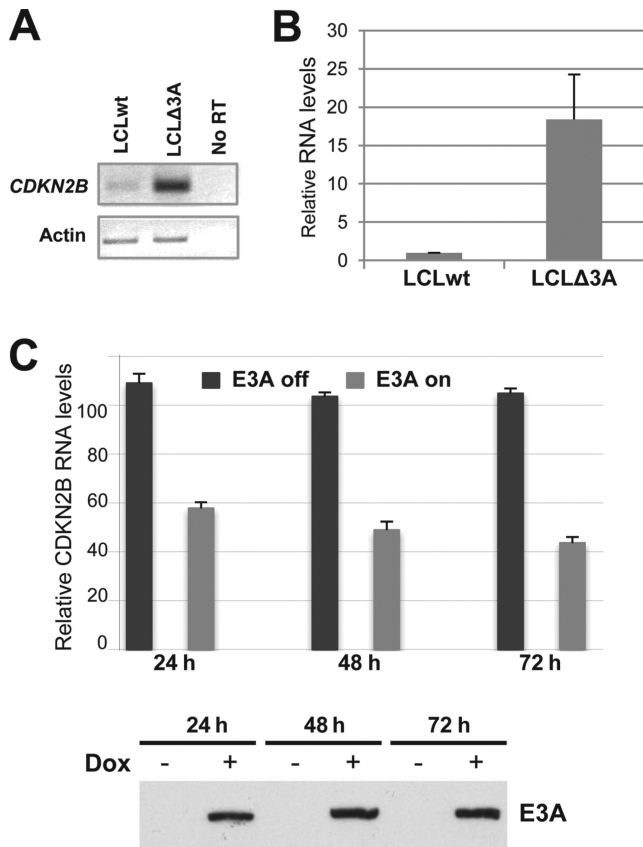 A
LCLwt
LCLΔ3A
No RT
CDKN2B
Actin
B
Relative RNA levels
30
25
20
15
10
5
0
LCLwt
LCLΔ3A
C
E3A off
E3A on
Relative CDKN2B RNA levels
100
80
60
40
20
0
24 h
48 h
72 h
24 h
48 h
72 h
Dox
- + - + - +
E3A